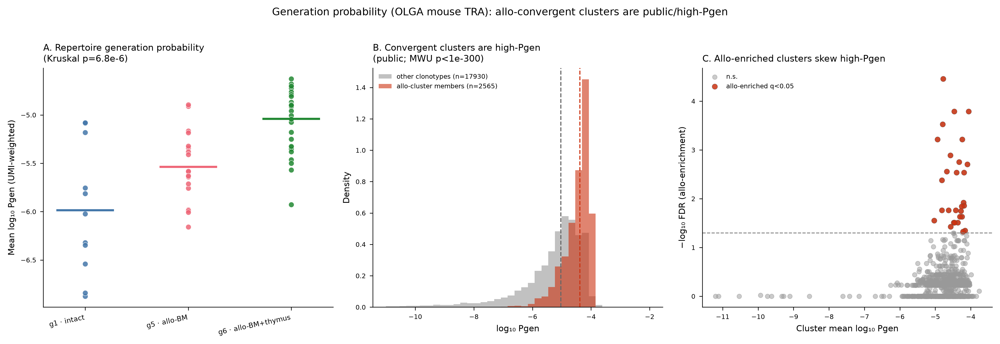 Generation probability (OLGA mouse TRA): allo-convergent clusters are public/high-Pgen
A. Repertoire generation probability
(Kruskal p=6.8e-6)
Mean log₁₀ Pgen (UMI-weighted)
−5.0
−5.5
−6.0
−6.5
g1 · intact
g5 · allo-BM
g6 · allo-BM+thymus
B. Convergent clusters are high-Pgen
(public; MWU p<1e-300)
other clonotypes (n=17930)
allo-cluster members (n=2565)
Density
1.4
1.2
1.0
0.8
0.6
0.4
0.2
0.0
−10
−8
−6
−4
−2
log₁₀ Pgen
C. Allo-enriched clusters skew high-Pgen
n.s.
allo-enriched q<0.05
−log₁₀ FDR (allo-enrichment)
4
3
2
1
0
−11
−10
−9
−8
−7
−6
−5
−4
Cluster mean log₁₀ Pgen